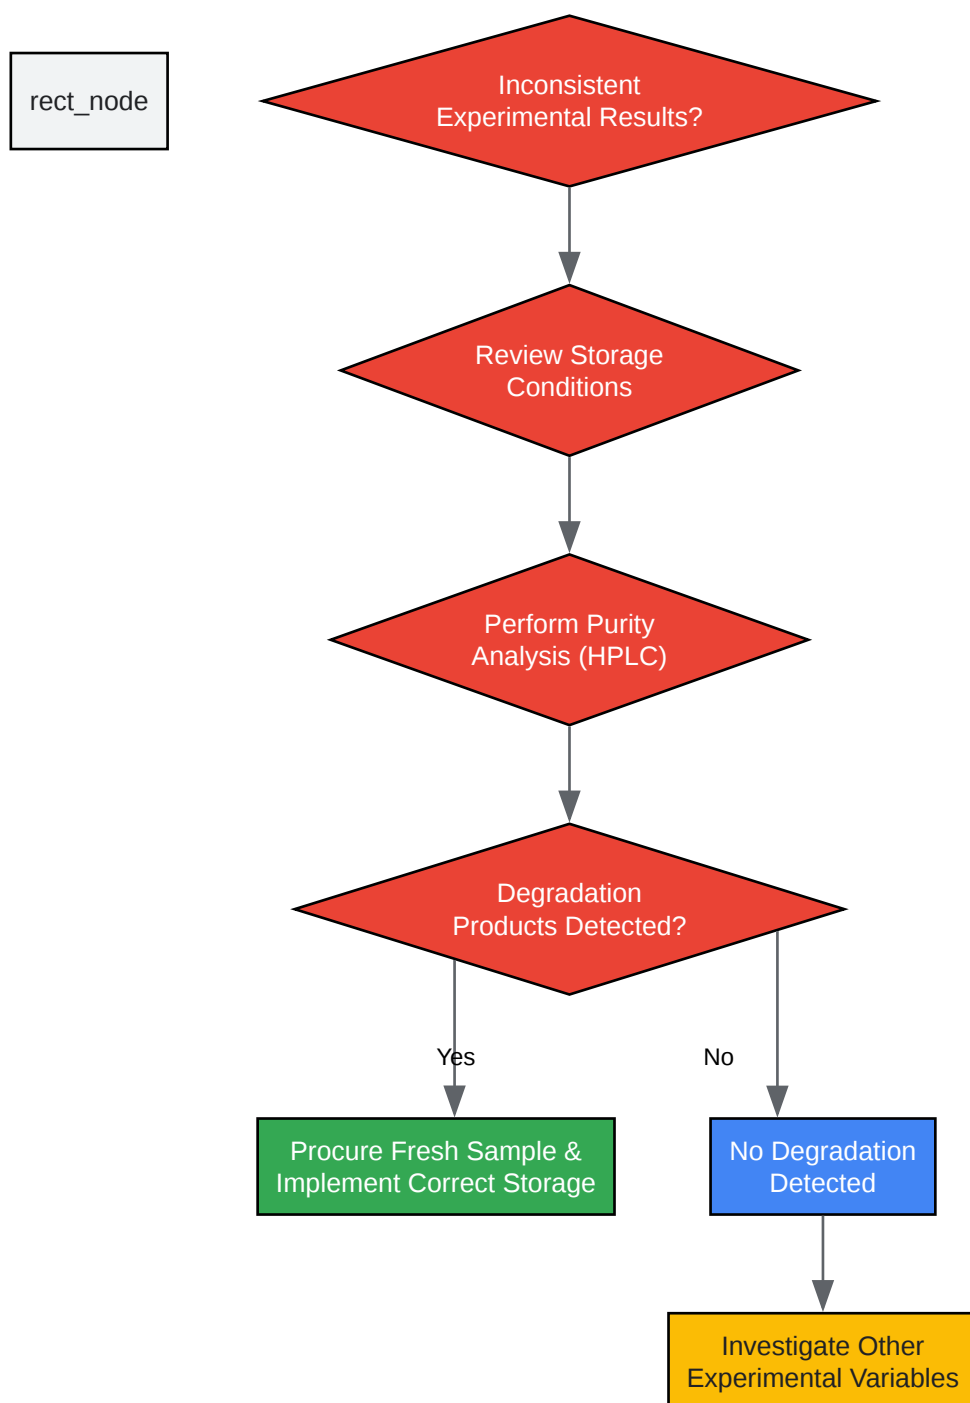 rect_node
Inconsistent
Experimental Results?
Review Storage
Conditions
Perform Purity
Analysis (HPLC)
Degradation
Products Detected?
Yes
No
Procure Fresh Sample &
Implement Correct Storage
No Degradation
Detected
Investigate Other
Experimental Variables